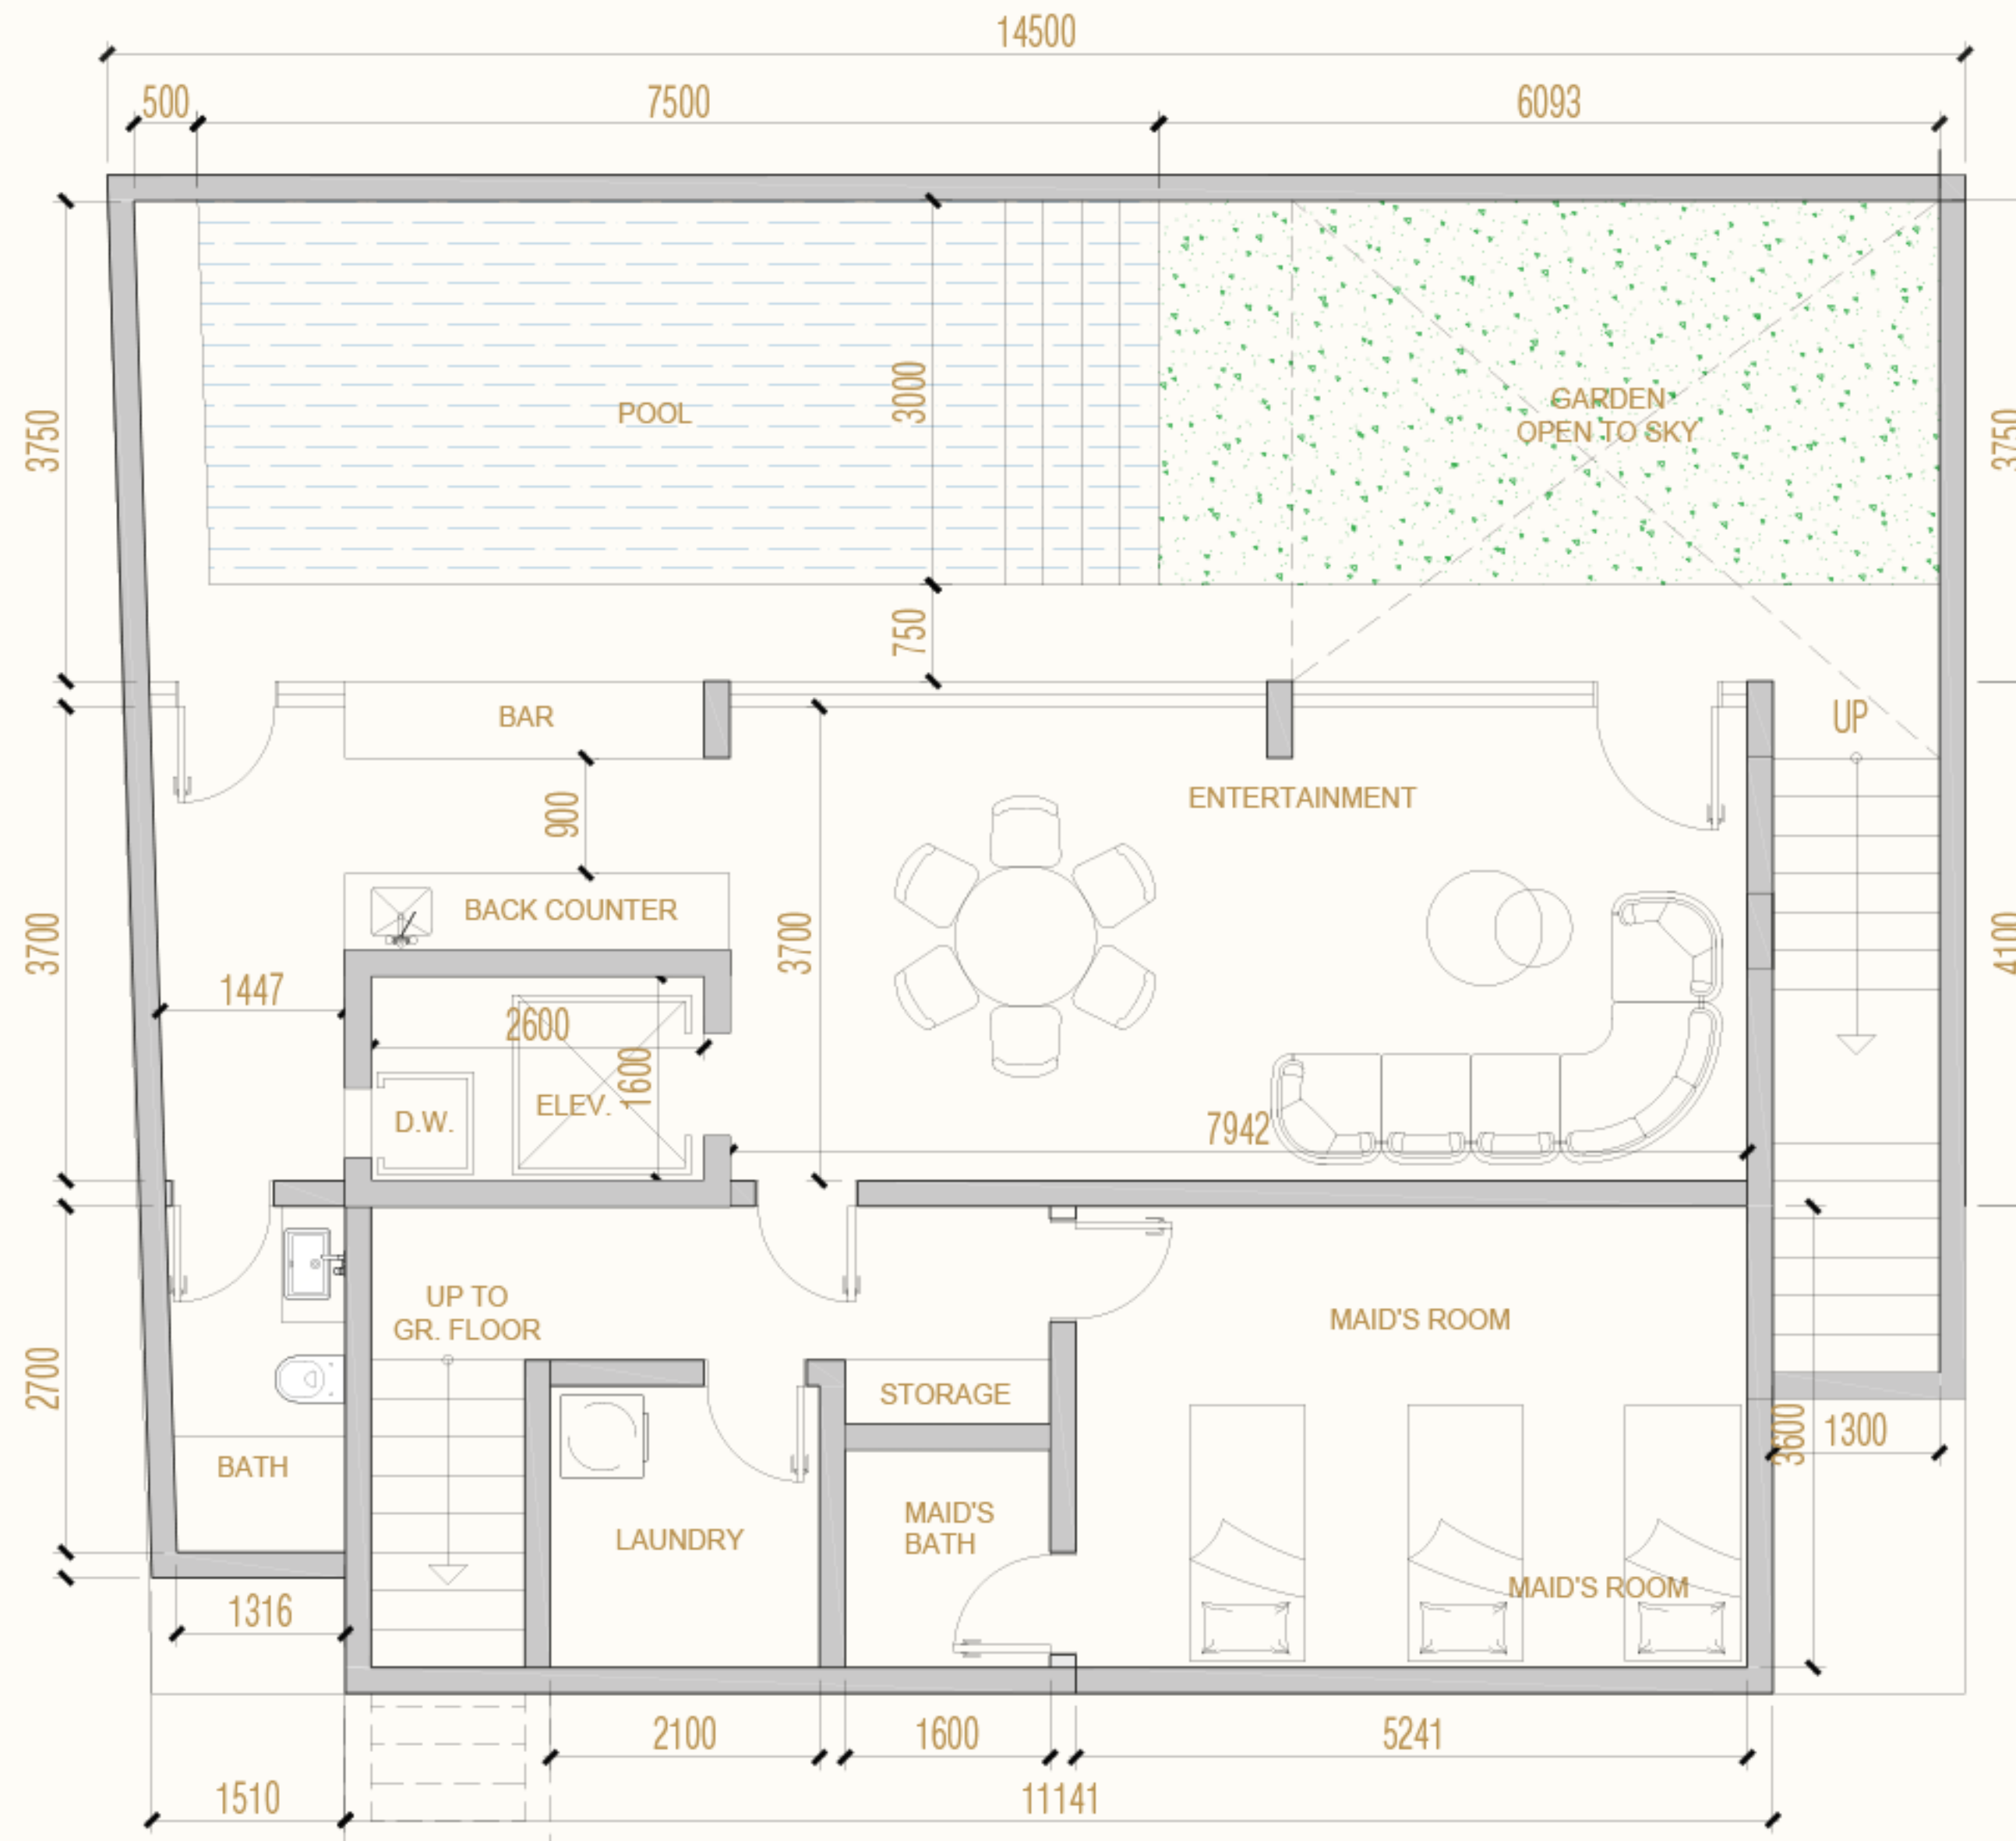 14500
500
7500
6093
3750
POOL
3000
GARDEN
OPEN TO SKY
3750
750
BAR
UP
ENTERTAINMENT
900
BACK COUNTER
3700
3700
4100
1447
2600
1600
ELEV.
D.W.
7942
UP TO
GR. FLOOR
MAID'S ROOM
2700
STORAGE
3600
1300
BATH
MAID'S
BATH
LAUNDRY
MAID'S ROOM
1316
2100
1600
5241
1510
11141